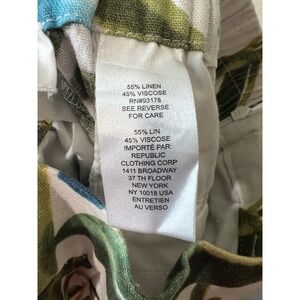 55% LINEN
45% VISCOSE
RN#93178
SEE REVERSE
FOR CARE
55% LIN
45% VISCOSE
IMPORTÉ PAR:
REPUBLIC
CLOTHING CORP
1411 BROADWAY
37 TH FLOOR
NEW YORK
NY 10018 USA
ENTRETIEN
AU VERSO